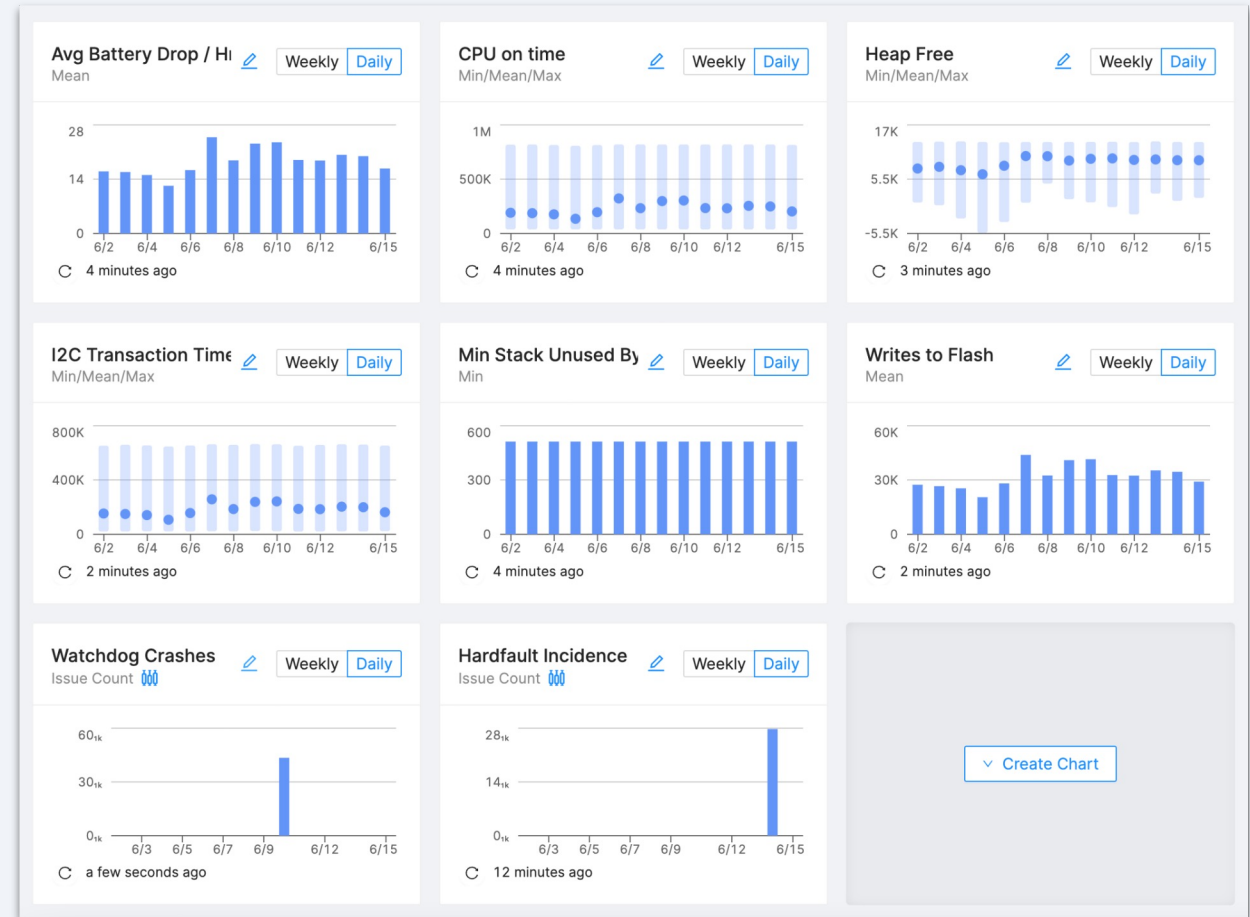 Avg Battery Drop / Hr
Mean
Weekly Daily
28
14
0
6/2 6/4 6/6 6/8 6/10 6/12 6/15
4 minutes ago
CPU on time
Min/Mean/Max
Weekly Daily
1M
500K
0
6/2 6/4 6/6 6/8 6/10 6/12 6/15
4 minutes ago
Heap Free
Min/Mean/Max
Weekly Daily
17K
5.5K
-5.5K
6/2 6/4 6/6 6/8 6/10 6/12 6/15
3 minutes ago
I2C Transaction Time
Min/Mean/Max
Weekly Daily
800K
400K
0
6/2 6/4 6/6 6/8 6/10 6/12 6/15
2 minutes ago
Min Stack Unused By
Min
Weekly Daily
600
300
0
6/2 6/4 6/6 6/8 6/10 6/12 6/15
4 minutes ago
Writes to Flash
Mean
Weekly Daily
60K
30K
0
6/2 6/4 6/6 6/8 6/10 6/12 6/15
2 minutes ago
Watchdog Crashes
Issue Count
Weekly Daily
60₁ₖ
30₁ₖ
0₁ₖ
6/3 6/5 6/7 6/9 6/12 6/15
a few seconds ago
Hardfault Incidence
Issue Count
Weekly Daily
28₁ₖ
14₁ₖ
0₁ₖ
6/3 6/5 6/7 6/9 6/12 6/15
12 minutes ago
Create Chart